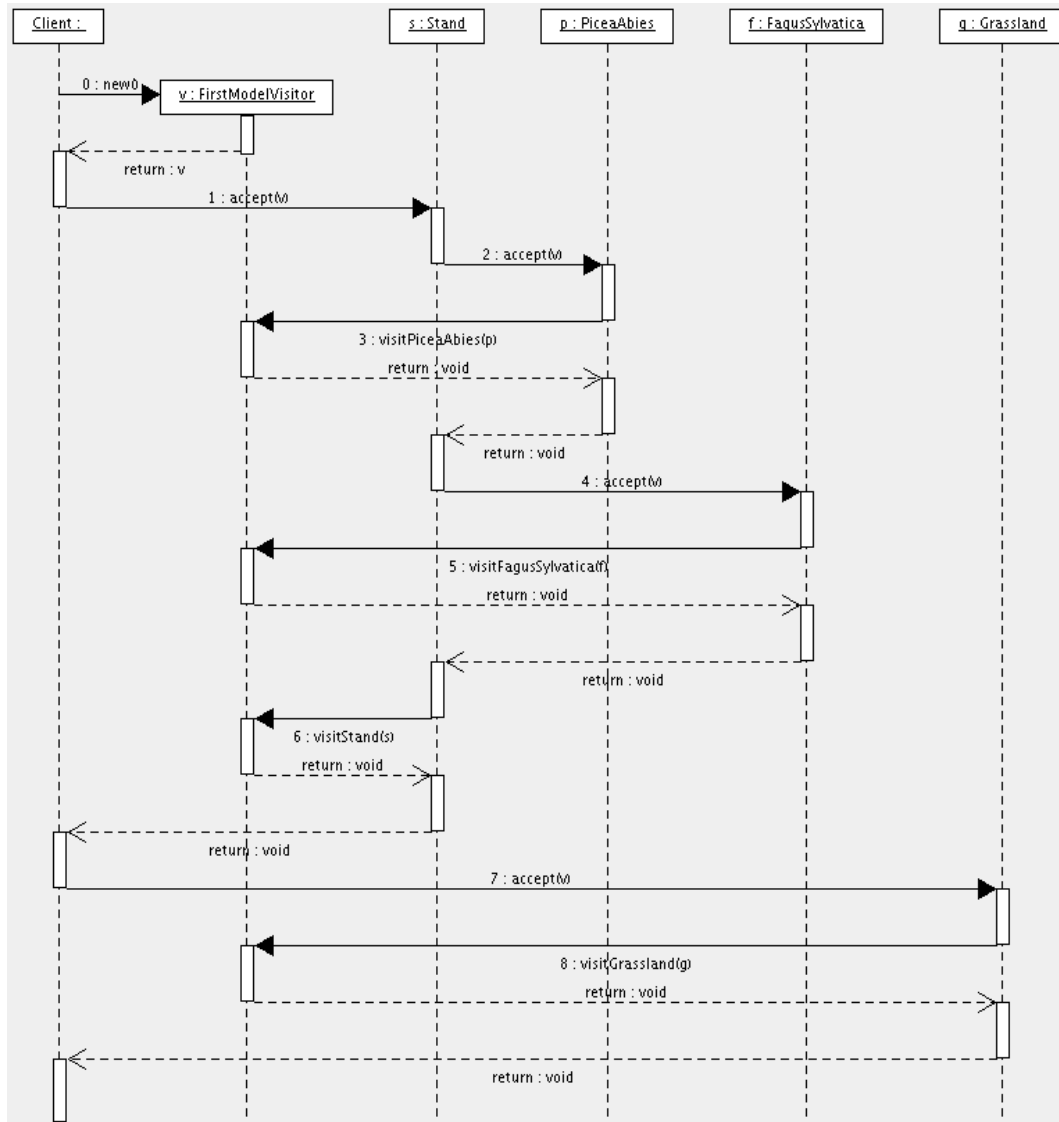 Client :
s : Stand
p : PiceaAbies
f : FagusSylvatica
g : Grassland
0 : new()
v : FirstModelVisitor
return : v
1 : accept(v)
2 : accept(v)
3 : visitPiceaAbies(p)
return : void
return : void
4 : accept(v)
5 : visitFagusSylvatica(f)
return : void
return : void
6 : visitStand(s)
return : void
return : void
7 : accept(v)
8 : visitGrassland(g)
return : void
return : void